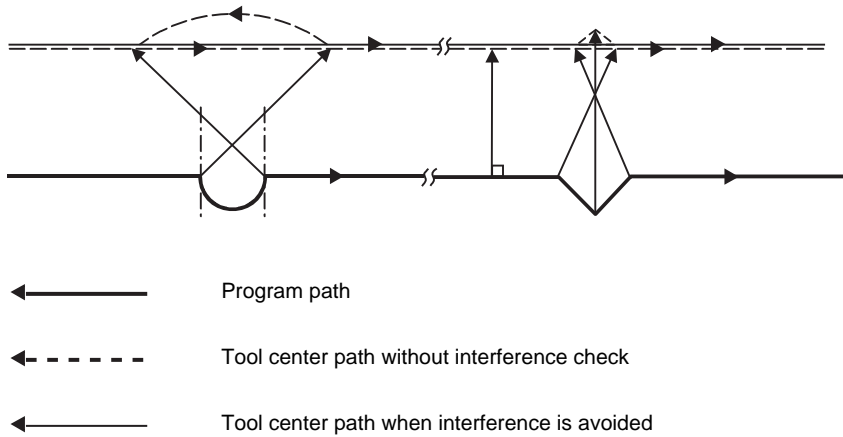 Program path
Tool center path without interference check
Tool center path when interference is avoided